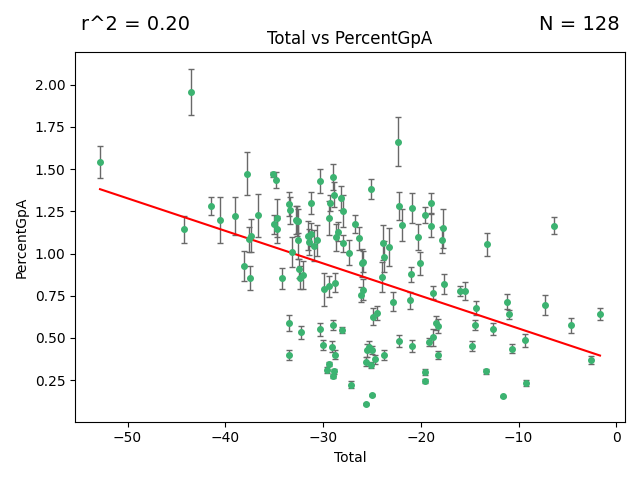 r^2 = 0.20 N = 128
Total vs PercentGpA
2.00
1.75
1.50
1.25
1.00
0.75
0.50
0.25
PercentGpA
−50 −40 −30 −20 −10 0
Total